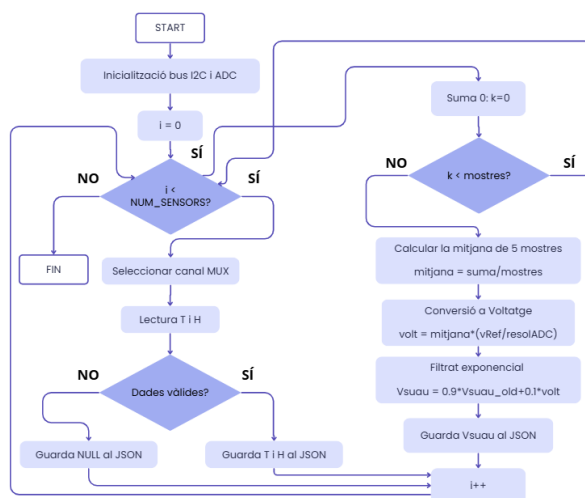 START
Inicialització bus I2C i ADC
i = 0
SÍ
NO
i <
NUM_SENSORS?
SÍ
FIN
Seleccionar canal MUX
Lectura T i H
NO
SÍ
Dades vàlides?
Guarda NULL al JSON
Guarda T i H al JSON
Suma 0: k=0
NO
SÍ
k < mostres?
Calcular la mitjana de 5 mostres
mitjana = suma/mostres
Conversió a Voltatge
volt = mitjana*(vRef/resolADC)
Filtrat exponencial
Vsuau = 0.9*Vsuau_old+0.1*volt
Guarda Vsuau al JSON
i++